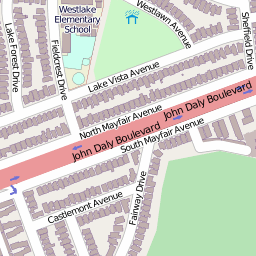 Westlake
Elementary
School
Westlawn Avenue
Sheffield Drive
Lake Forest Drive
Fieldcrest Drive
Lake Vista Avenue
North Mayfair Avenue
John Daly Boulevard
John Daly Boulevard
South Mayfair Avenue
Castlemont Avenue
Fairway Drive